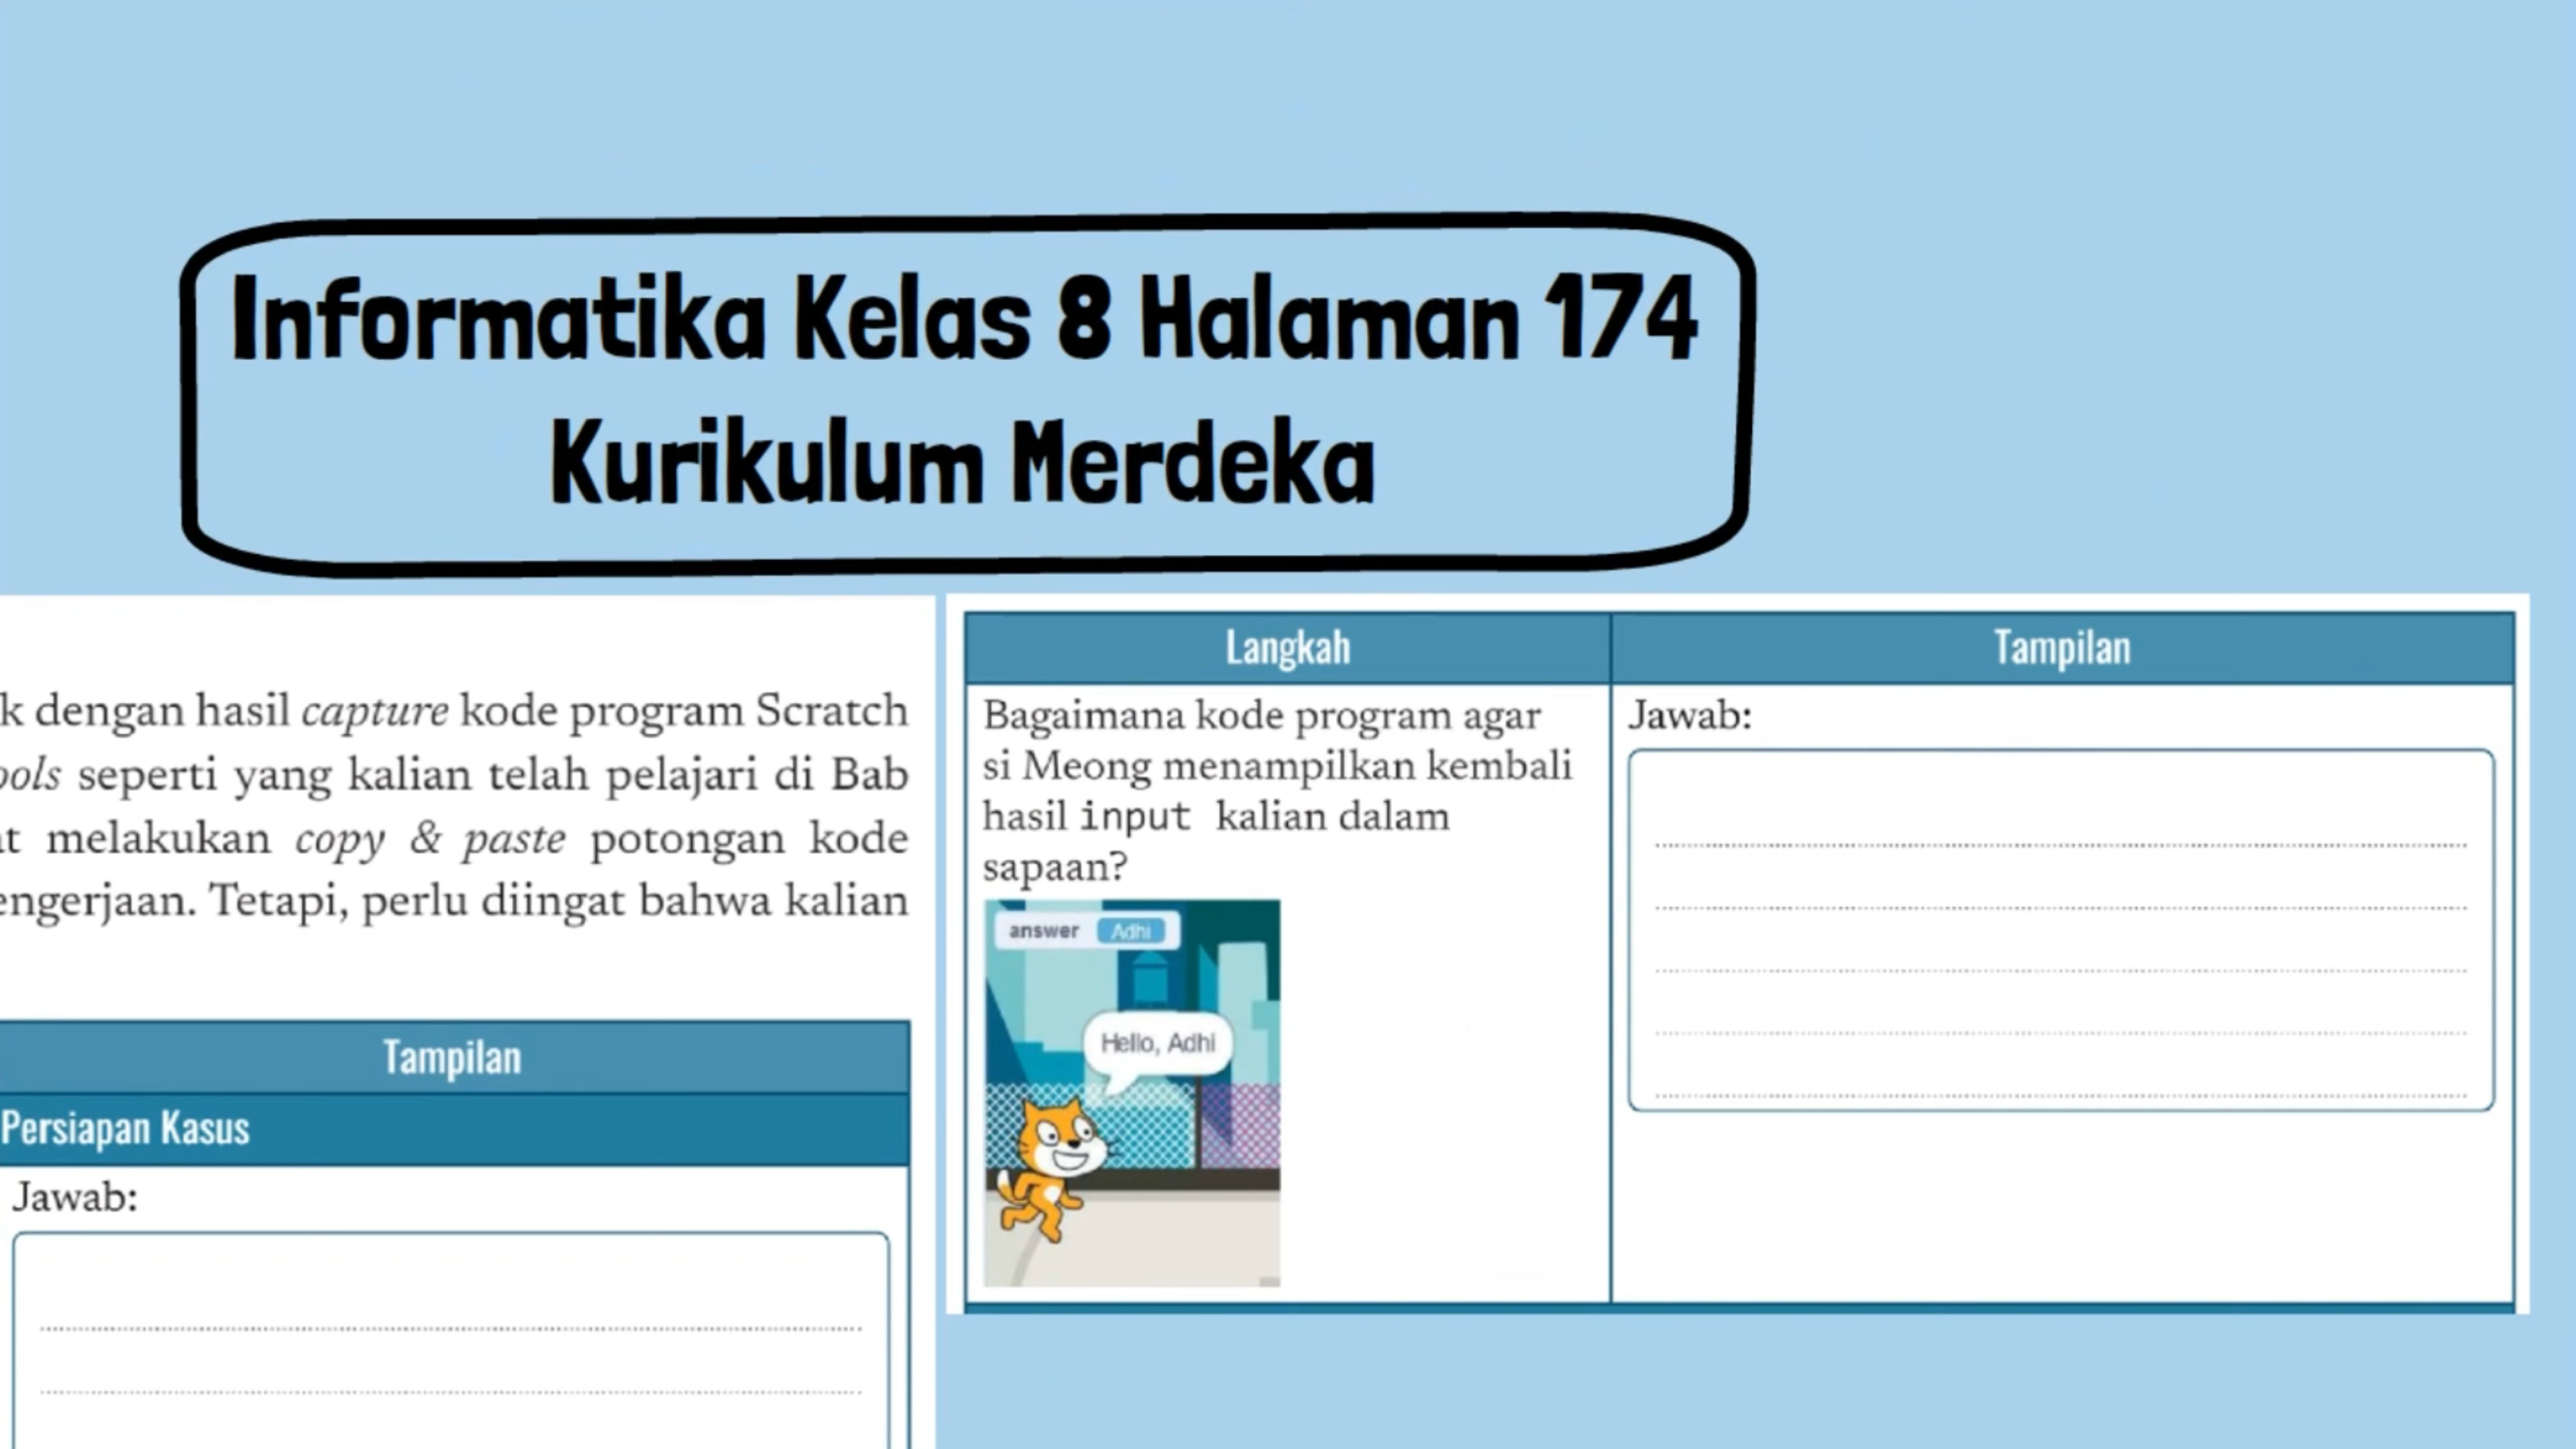 Informatika Kelas 8 Halaman 174
Kurikulum Merdeka
k dengan hasil capture kode program Scratch
ools seperti yang kalian telah pelajari di Bab
at melakukan copy & paste potongan kode
engerjaan. Tetapi, perlu diingat bahwa kalian
Tampilan
Persiapan Kasus
Jawab:
Langkah
Tampilan
Bagaimana kode program agar
si Meong menampilkan kembali
hasil input kalian dalam
sapaan?
answer Adhi
Hello, Adhi
Jawab: